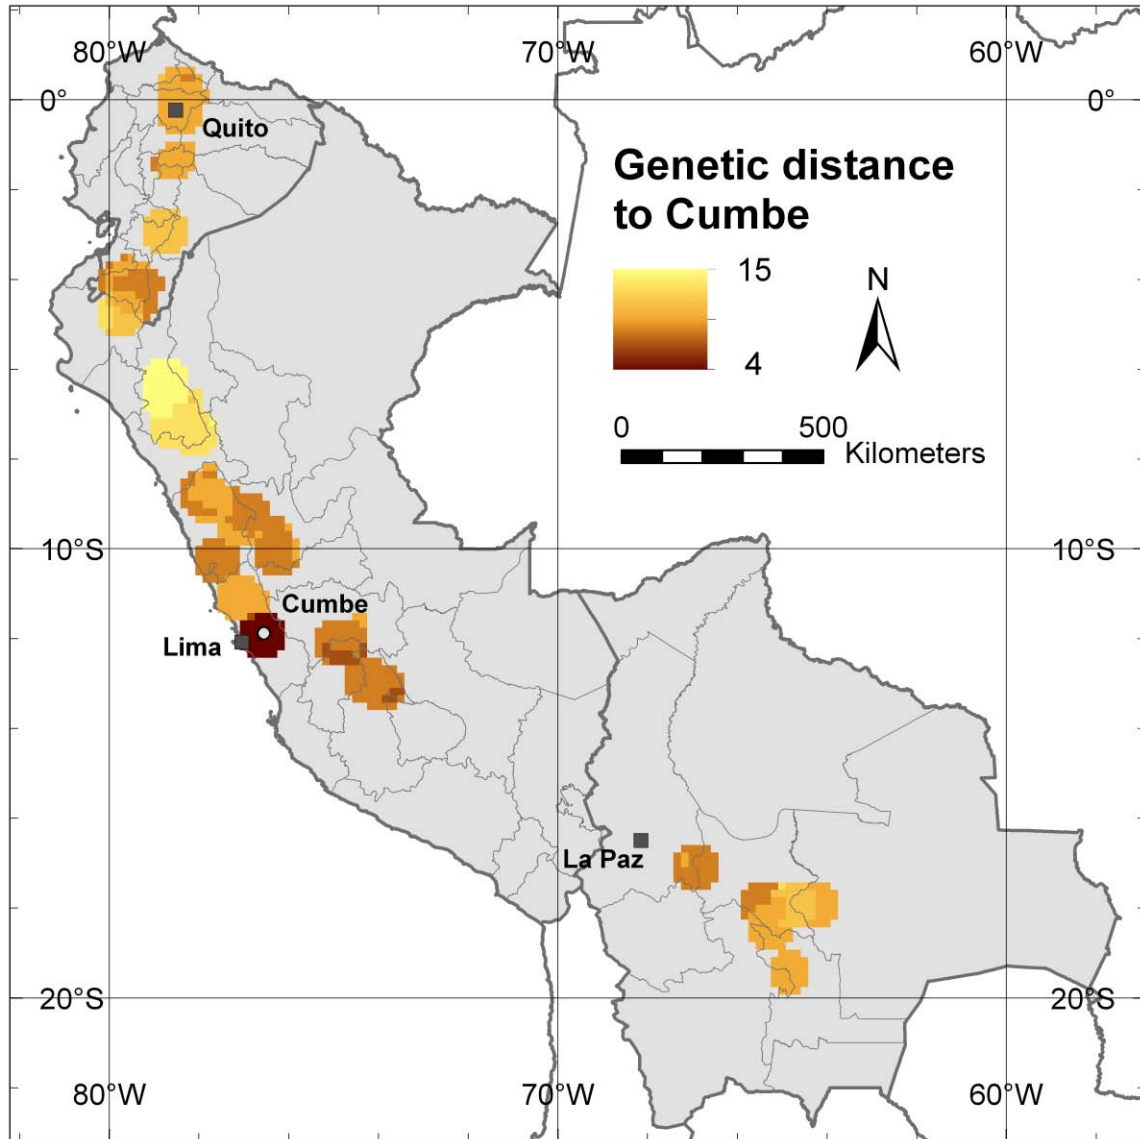 80°W 70°W 60°W
0° 0°
Quito
Genetic distance
to Cumbe
15
4
N
0 500
Kilometers
10°S 10°S
Cumbe
Lima
La Paz
20°S 20°S
80°W 70°W 60°W